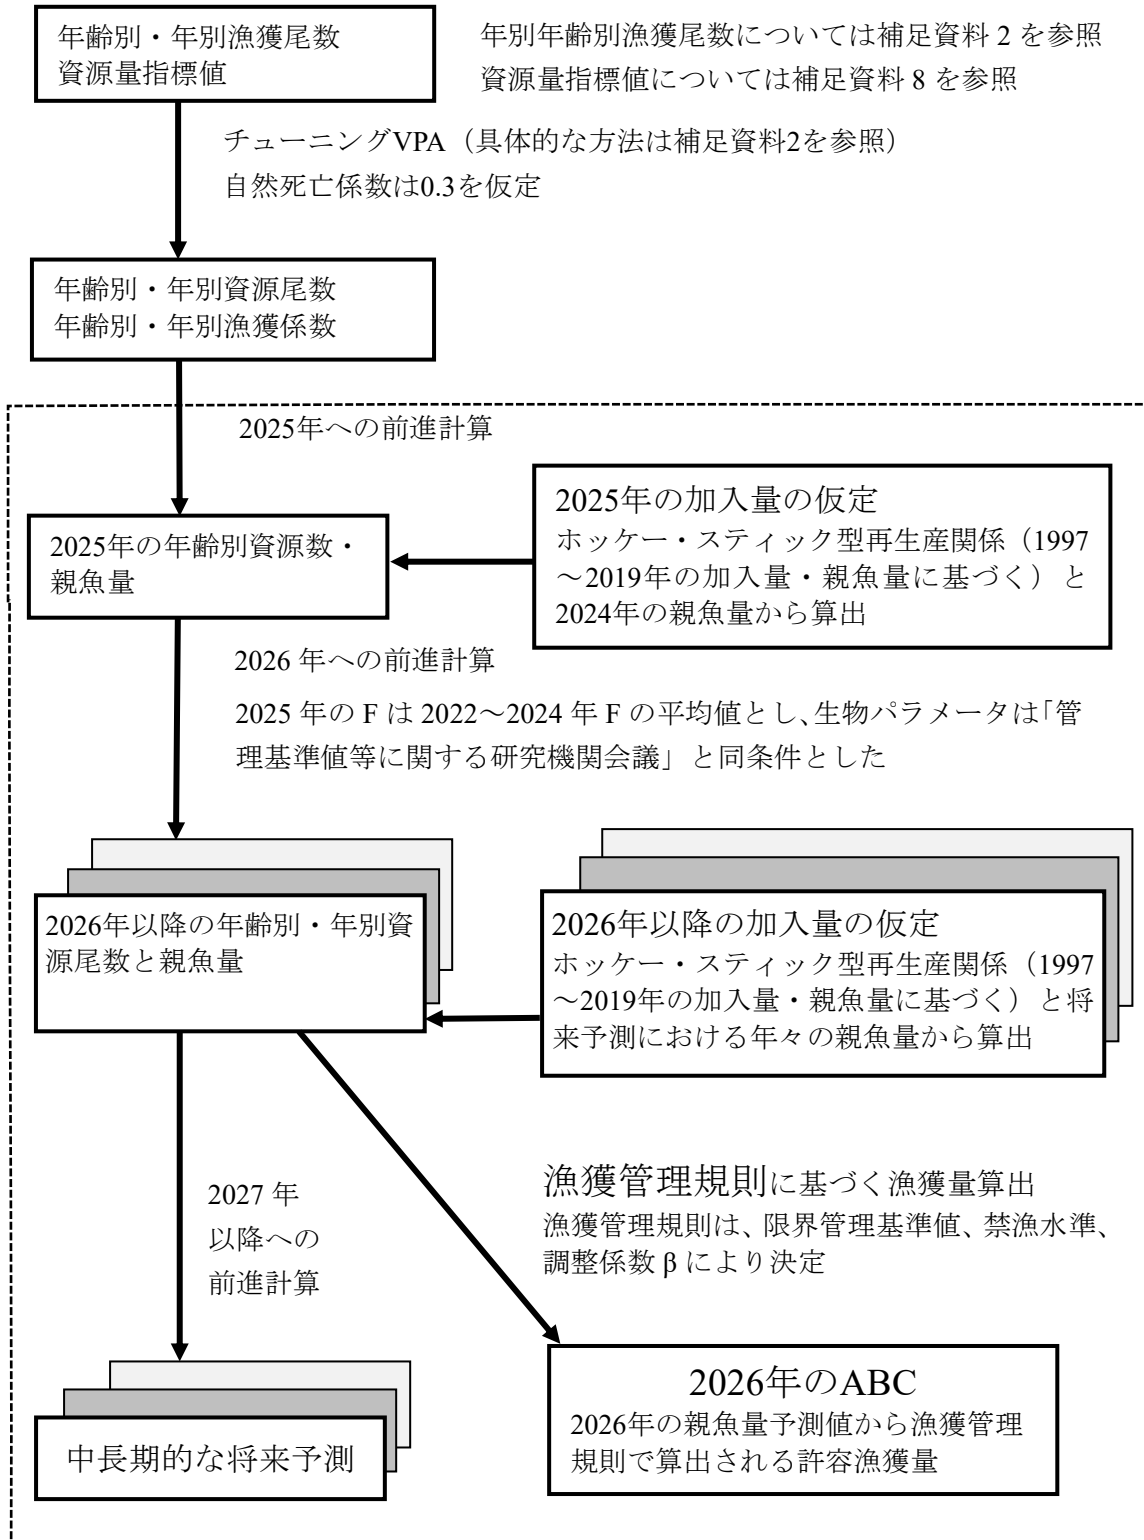 年齢別・年別漁獲尾数
資源量指標値
年別年齢別漁獲尾数については補足資料 2 を参照
資源量指標値については補足資料 8 を参照
チューニングVPA（具体的な方法は補足資料2を参照）
自然死亡係数は0.3を仮定
年齢別・年別資源尾数
年齢別・年別漁獲係数
2025年への前進計算
2025年の年齢別資源数・
親魚量
2025年の加入量の仮定
ホッケー・スティック型再生産関係（1997
～2019年の加入量・親魚量に基づく）と
2024年の親魚量から算出
2026 年への前進計算
2025 年の F は 2022～2024 年 F の平均値とし、生物パラメータは「管
理基準値等に関する研究機関会議」と同条件とした
2026年以降の年齢別・年別資
源尾数と親魚量
2026年以降の加入量の仮定
ホッケー・スティック型再生産関係（1997
～2019年の加入量・親魚量に基づく）と将
来予測における年々の親魚量から算出
2027 年
以降への
前進計算
漁獲管理規則に基づく漁獲量算出
漁獲管理規則は、限界管理基準値、禁漁水準、
調整係数 β により決定
中長期的な将来予測
2026年のABC
2026年の親魚量予測値から漁獲管理
規則で算出される許容漁獲量